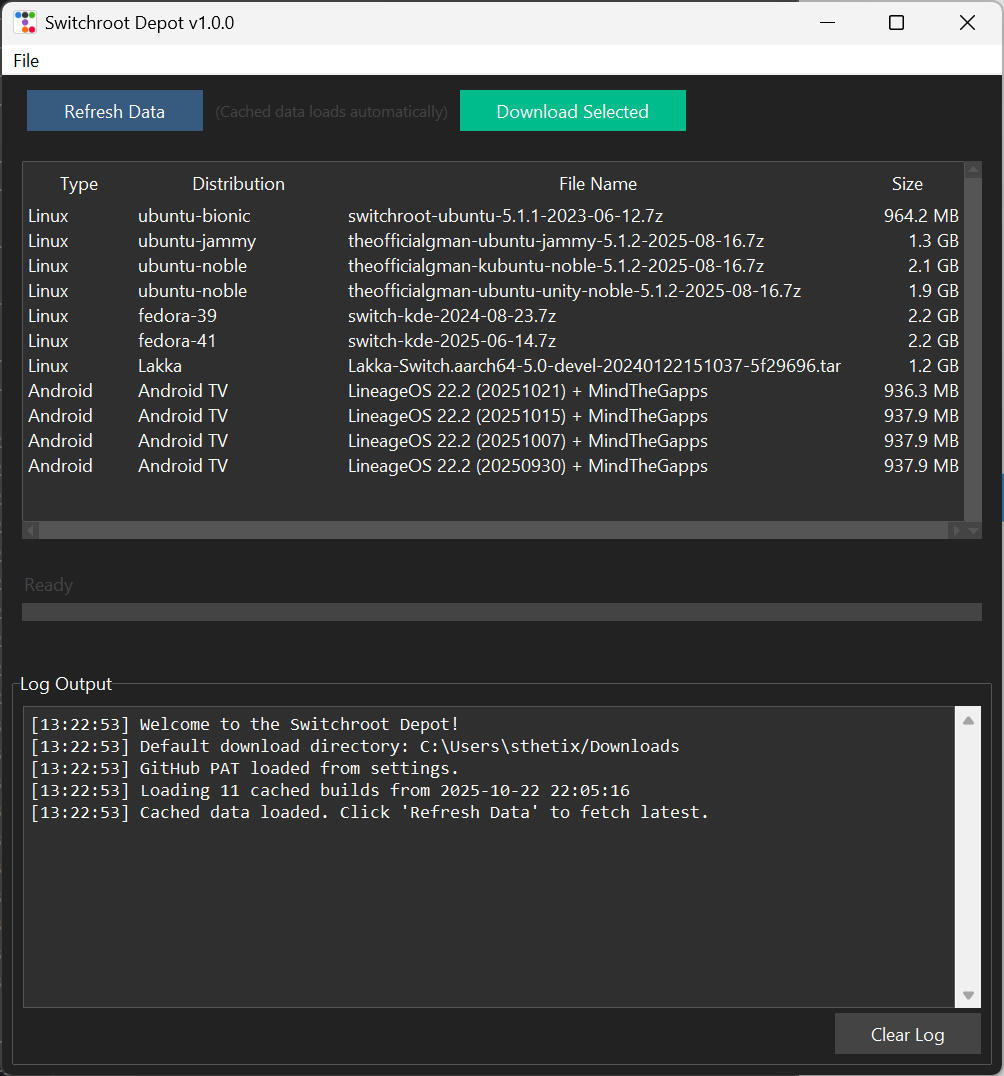 Switchroot Depot v1.0.0
File
Refresh Data (Cached data loads automatically) Download Selected
Type Distribution File Name Size
Linux ubuntu-bionic switchroot-ubuntu-5.1.1-2023-06-12.7z 964.2 MB
Linux ubuntu-jammy theofficialgman-ubuntu-jammy-5.1.2-2025-08-16.7z 1.3 GB
Linux ubuntu-noble theofficialgman-kubuntu-noble-5.1.2-2025-08-16.7z 2.1 GB
Linux ubuntu-noble theofficialgman-ubuntu-unity-noble-5.1.2-2025-08-16.7z 1.9 GB
Linux fedora-39 switch-kde-2024-08-23.7z 2.2 GB
Linux fedora-41 switch-kde-2025-06-14.7z 2.2 GB
Linux Lakka Lakka-Switch.aarch64-5.0-devel-20240122151037-5f29696.tar 1.2 GB
Android Android TV LineageOS 22.2 (20251021) + MindTheGapps 936.3 MB
Android Android TV LineageOS 22.2 (20251015) + MindTheGapps 937.9 MB
Android Android TV LineageOS 22.2 (20251007) + MindTheGapps 937.9 MB
Android Android TV LineageOS 22.2 (20250930) + MindTheGapps 937.9 MB
Ready
Log Output
[13:22:53] Welcome to the Switchroot Depot!
[13:22:53] Default download directory: C:\Users\sthetix/Downloads
[13:22:53] GitHub PAT loaded from settings.
[13:22:53] Loading 11 cached builds from 2025-10-22 22:05:16
[13:22:53] Cached data loaded. Click 'Refresh Data' to fetch latest.
Clear Log